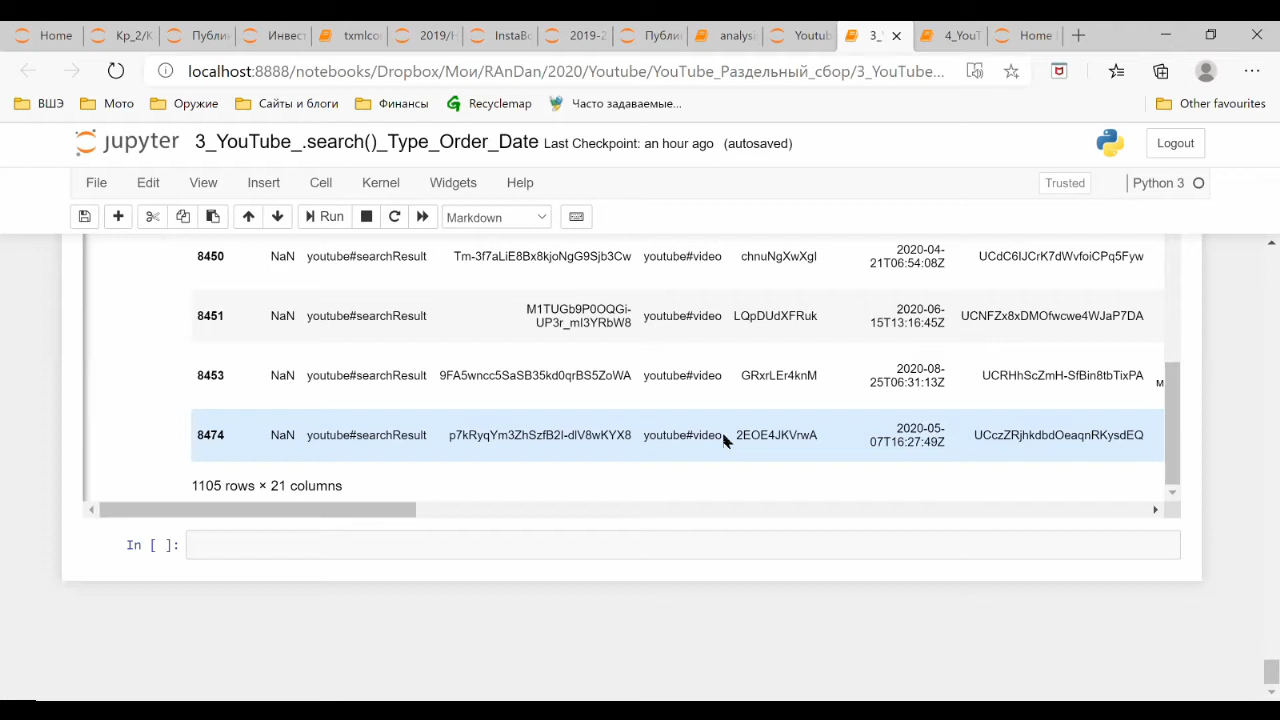 Home
Кр_2/К
Публи
Инвест
txmlcon
2019/H
InstaBo
2019-2
Публи
analysi
Youtub
3_
4_YouT
Home
localhost:8888/notebooks/Dropbox/Мои/RAnDan/2020/Youtube/YouTube_Раздельный_сбор/3_YouTube...
ВШЭ
Мото
Оружие
Сайты и блоги
Финансы
Recyclemap
Часто задаваемые...
Other favourites
jupyter 3_YouTube_.search()_Type_Order_Date Last Checkpoint: an hour ago (autosaved)
Logout
File Edit View Insert Cell Kernel Widgets Help
Trusted
Python 3
Run
Markdown
8450 NaN youtube#searchResult Tm-3f7aLiE8Bx8kjoNgG9Sjb3Cw youtube#video chnuNgXwXgI 2020-04-
21T06:54:08Z UCdC6IJCrK7dWvfoiCPq5Fyw
8451 NaN youtube#searchResult M1TUGb9P0OQGi-
UP3r_mI3YRbW8 youtube#video LQpDUdXFRuk 2020-06-
15T13:16:45Z UCNFZx8xDMOfwcwe4WJaP7DA
8453 NaN youtube#searchResult 9FA5wncc5SaSB35kd0qrBS5ZoWA youtube#video GRxrLEr4knM 2020-08-
25T06:31:13Z UCRHhScZmH-SfBin8tbTixPA м
8474 NaN youtube#searchResult p7kRyqYm3ZhSzfB2I-dlV8wKYX8 youtube#video 2EOE4JKVrwA 2020-05-
07T16:27:49Z UCczZRjhkdbdOeaqnRKysdEQ
1105 rows × 21 columns
In [ ]: